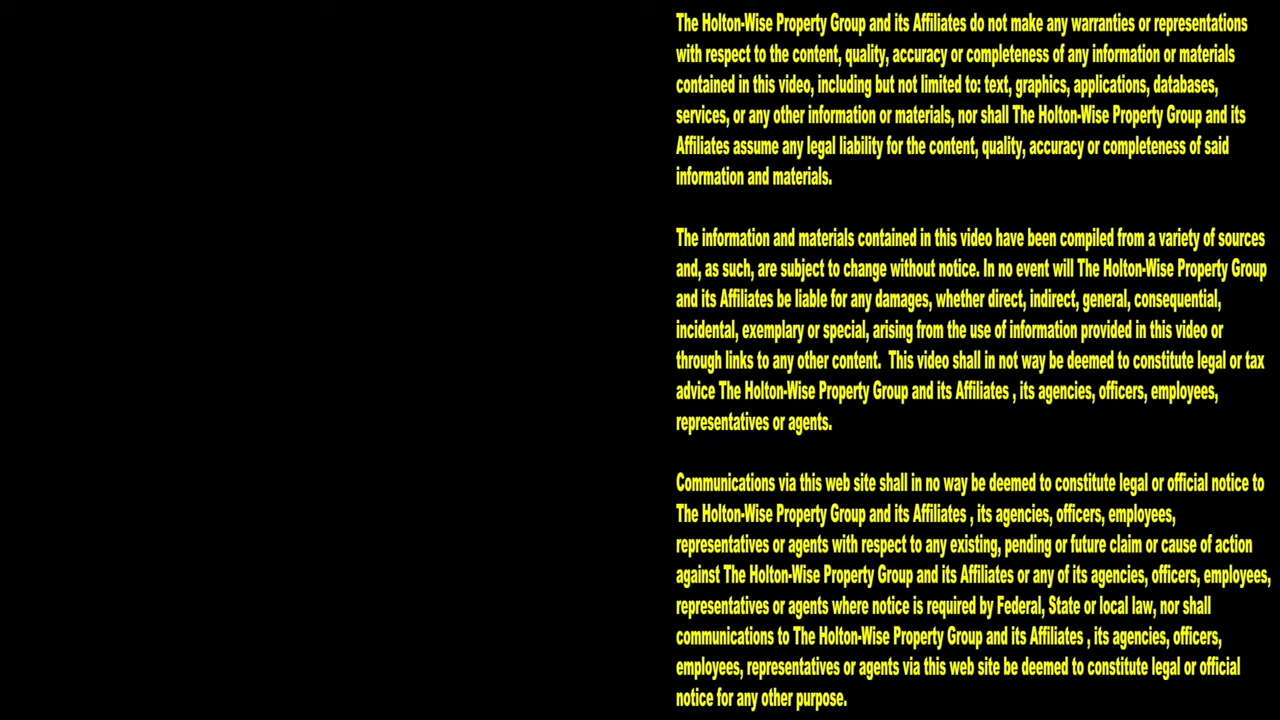 The Holton-Wise Property Group and its Affiliates do not make any warranties or representations
with respect to the content, quality, accuracy or completeness of any information or materials
contained in this video, including but not limited to: text, graphics, applications, databases,
services, or any other information or materials, nor shall The Holton-Wise Property Group and its
Affiliates assume any legal liability for the content, quality, accuracy or completeness of said
information and materials.
The information and materials contained in this video have been compiled from a variety of sources
and, as such, are subject to change without notice. In no event will The Holton-Wise Property Group
and its Affiliates be liable for any damages, whether direct, indirect, general, consequential,
incidental, exemplary or special, arising from the use of information provided in this video or
through links to any other content.  This video shall in not way be deemed to constitute legal or tax
advice The Holton-Wise Property Group and its Affiliates , its agencies, officers, employees,
representatives or agents.
Communications via this web site shall in no way be deemed to constitute legal or official notice to
The Holton-Wise Property Group and its Affiliates , its agencies, officers, employees,
representatives or agents with respect to any existing, pending or future claim or cause of action
against The Holton-Wise Property Group and its Affiliates or any of its agencies, officers, employees,
representatives or agents where notice is required by Federal, State or local law, nor shall
communications to The Holton-Wise Property Group and its Affiliates , its agencies, officers,
employees, representatives or agents via this web site be deemed to constitute legal or official
notice for any other purpose.